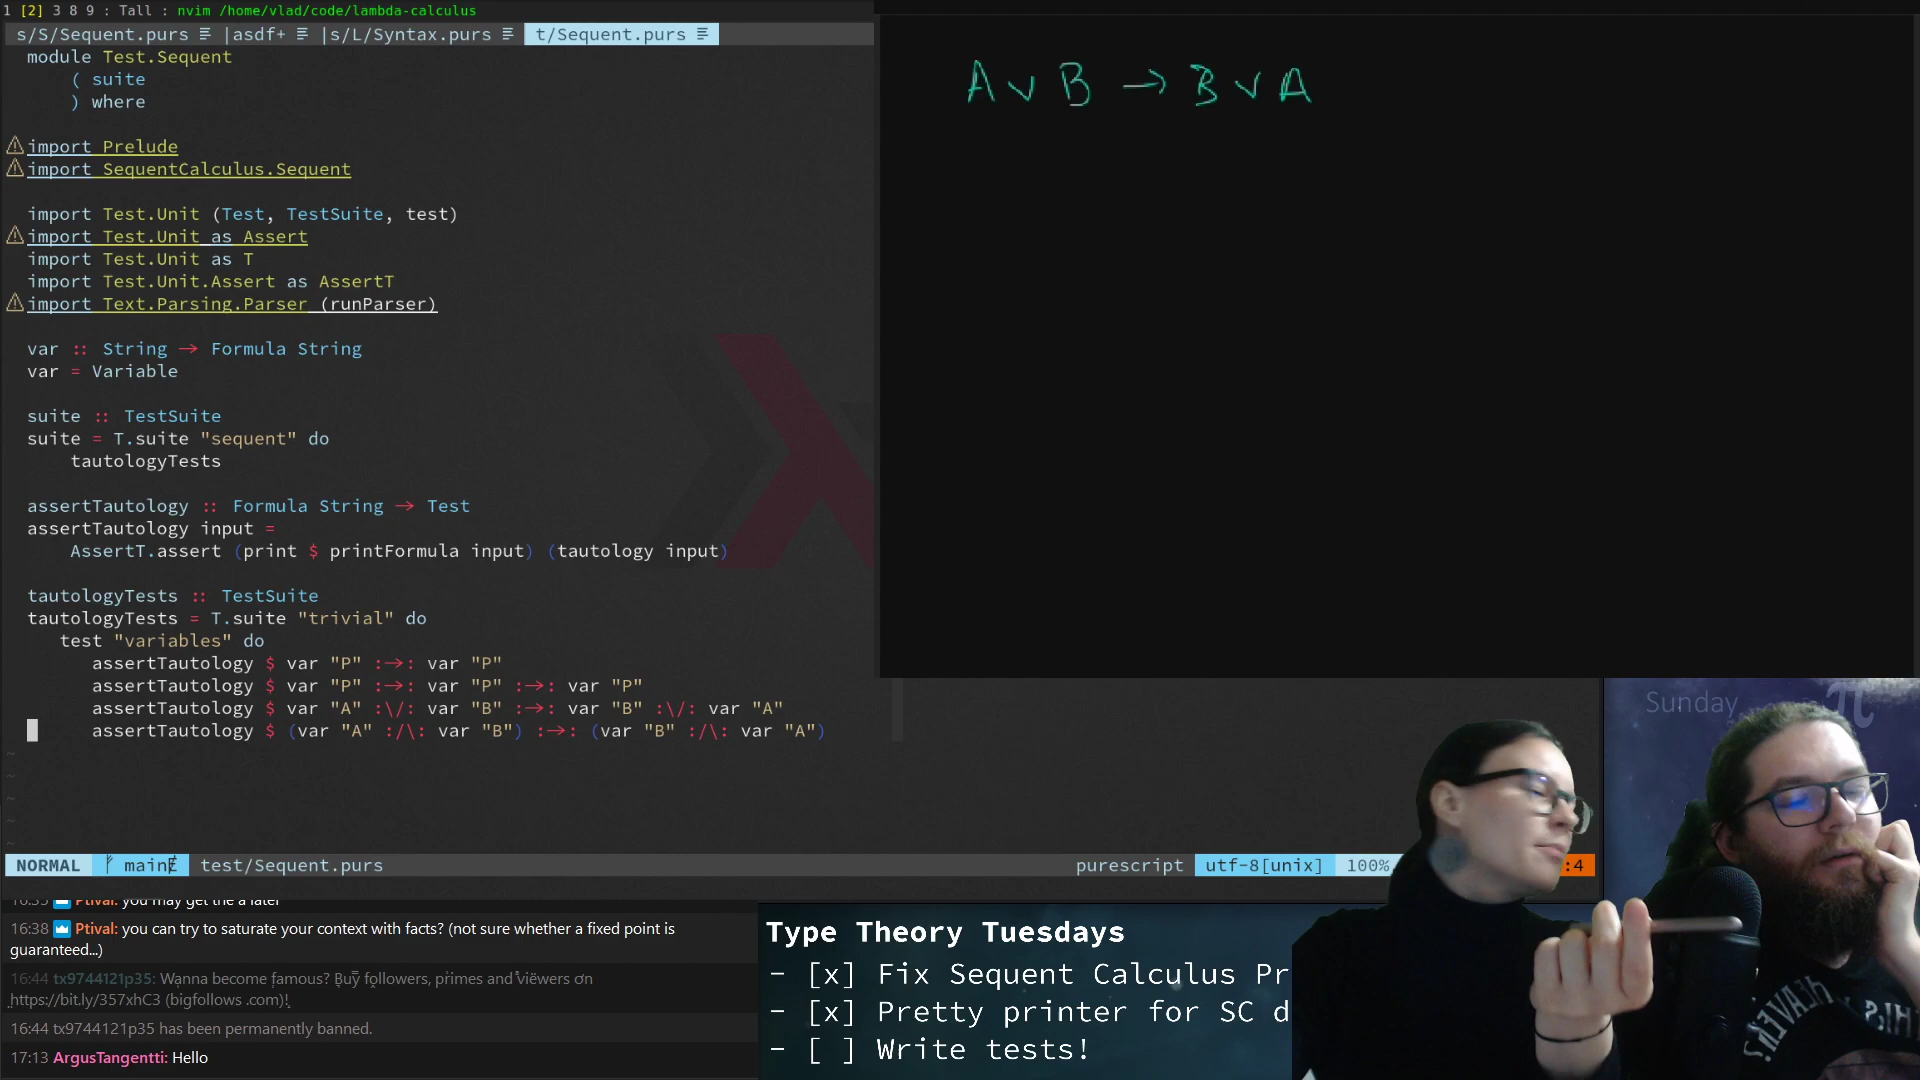 1 [2] 3 8 9 : Tall : nvim /home/vlad/code/lambda-calculus
s/S/Sequent.purs |asdf+ |s/L/Syntax.purs t/Sequent.purs
module Test.Sequent
( suite
) where
import Prelude
import SequentCalculus.Sequent
import Test.Unit (Test, TestSuite, test)
import Test.Unit as Assert
import Test.Unit as T
import Test.Unit.Assert as AssertT
import Text.Parsing.Parser (runParser)
var :: String → Formula String
var = Variable
suite :: TestSuite
suite = T.suite "sequent" do
tautologyTests
assertTautology :: Formula String → Test
assertTautology input =
AssertT.assert (print $ printFormula input) (tautology input)
tautologyTests :: TestSuite
tautologyTests = T.suite "trivial" do
test "variables" do
assertTautology $ var "P" :→: var "P"
assertTautology $ var "P" :→: var "P" :→: var "P"
assertTautology $ var "A" :\/: var "B" :→: var "B" :\/: var "A"
assertTautology $ (var "A" :/\: var "B") :→: (var "B" :/\: var "A")
~
~
~
~
~
NORMAL main test/Sequent.purs purescript utf-8[unix] 100% :4
A ∨ B → B ∨ A
Sunday π
Ptival: you may get the a later
16:38 Ptival: you can try to saturate your context with facts? (not sure whether a fixed point is
guaranteed...)
16:44 tx9744121p35: Wanna become famous? Buy followers, primes and viewers on
https://bit.ly/357xhC3 (bigfollows .com)!
16:44 tx9744121p35 has been permanently banned.
17:13 ArgusTangentti: Hello
Type Theory Tuesdays
- [x] Fix Sequent Calculus Pr
- [x] Pretty printer for SC d
- [ ] Write tests!